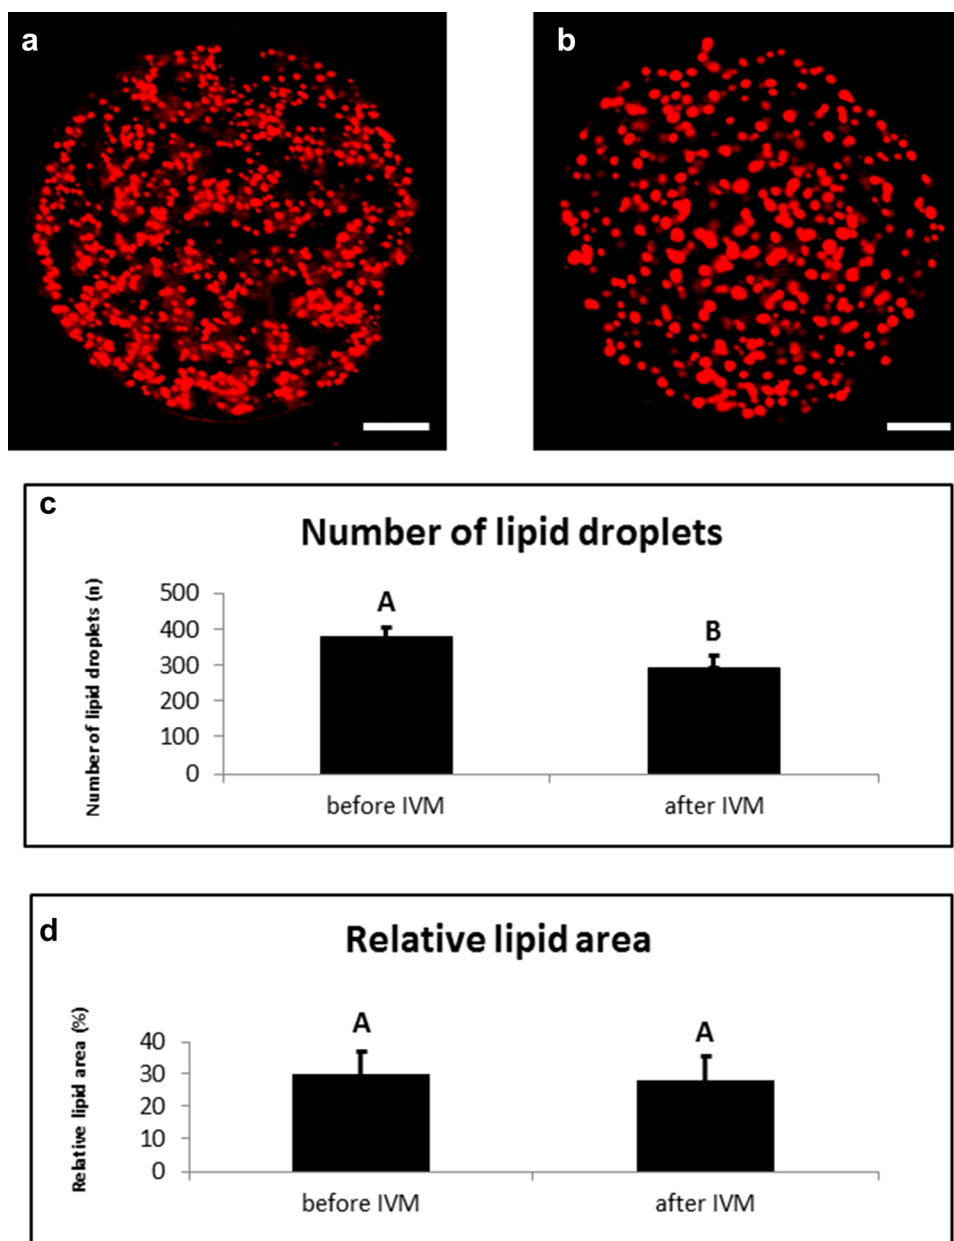 a
b
c
Number of lipid droplets
Number of lipid droplets (n)
500
400
300
200
100
0
A
B
before IVM
after IVM
d
Relative lipid area
Relative lipid area (%)
40
30
20
10
0
A
A
before IVM
after IVM